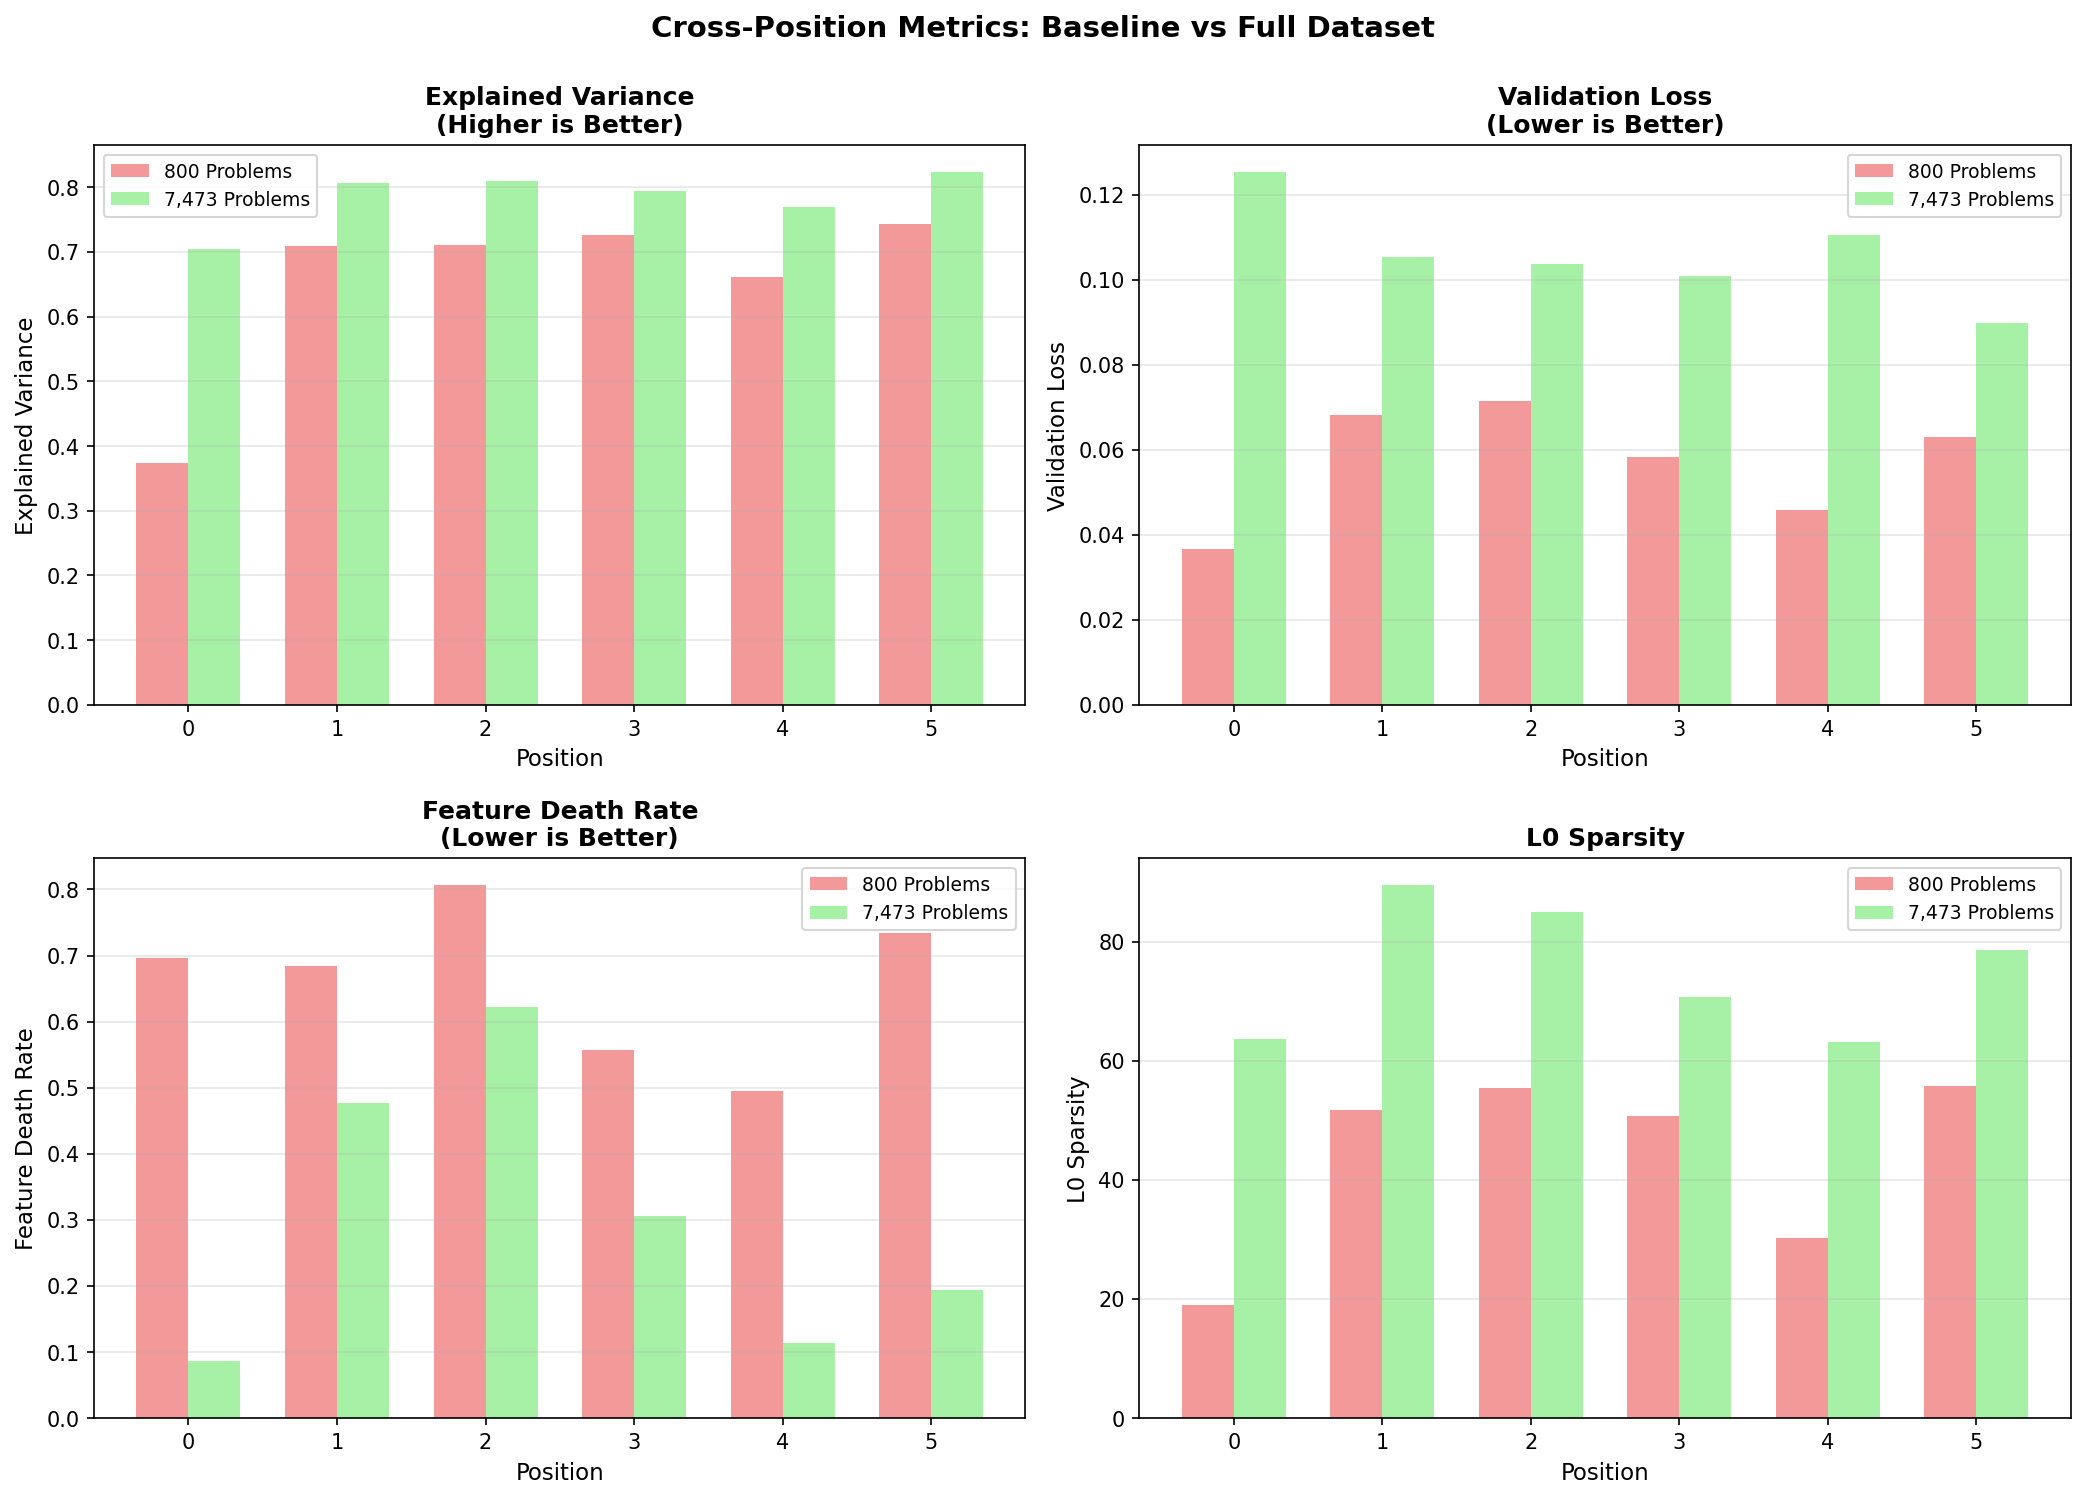 Cross-Position Metrics: Baseline vs Full Dataset
Explained Variance
(Higher is Better)
800 Problems
7,473 Problems
Explained Variance
0.8
0.7
0.6
0.5
0.4
0.3
0.2
0.1
0.0
0 1 2 3 4 5
Position
Validation Loss
(Lower is Better)
800 Problems
7,473 Problems
Validation Loss
0.12
0.10
0.08
0.06
0.04
0.02
0.00
0 1 2 3 4 5
Position
Feature Death Rate
(Lower is Better)
800 Problems
7,473 Problems
Feature Death Rate
0.8
0.7
0.6
0.5
0.4
0.3
0.2
0.1
0.0
0 1 2 3 4 5
Position
L0 Sparsity
800 Problems
7,473 Problems
L0 Sparsity
80
60
40
20
0
0 1 2 3 4 5
Position